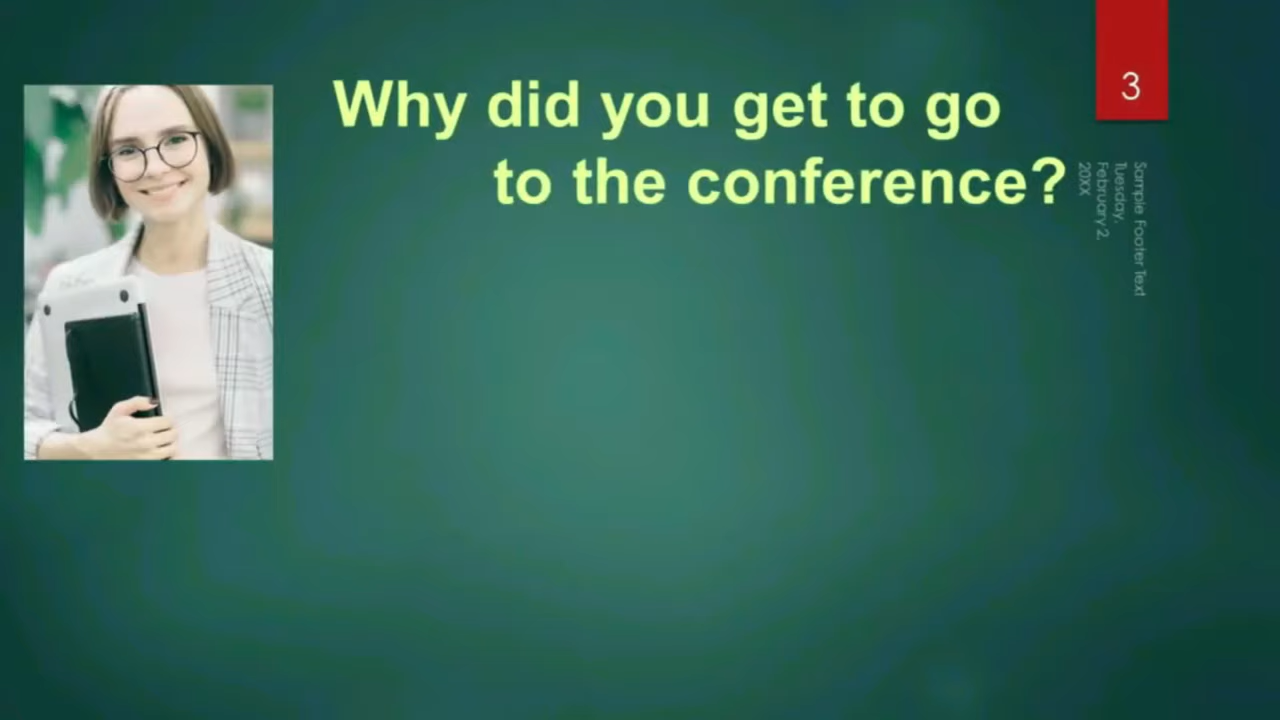 Why did you get to go
to the conference?
3
Sample Footer Text
Tuesday,
February 2,
20XX